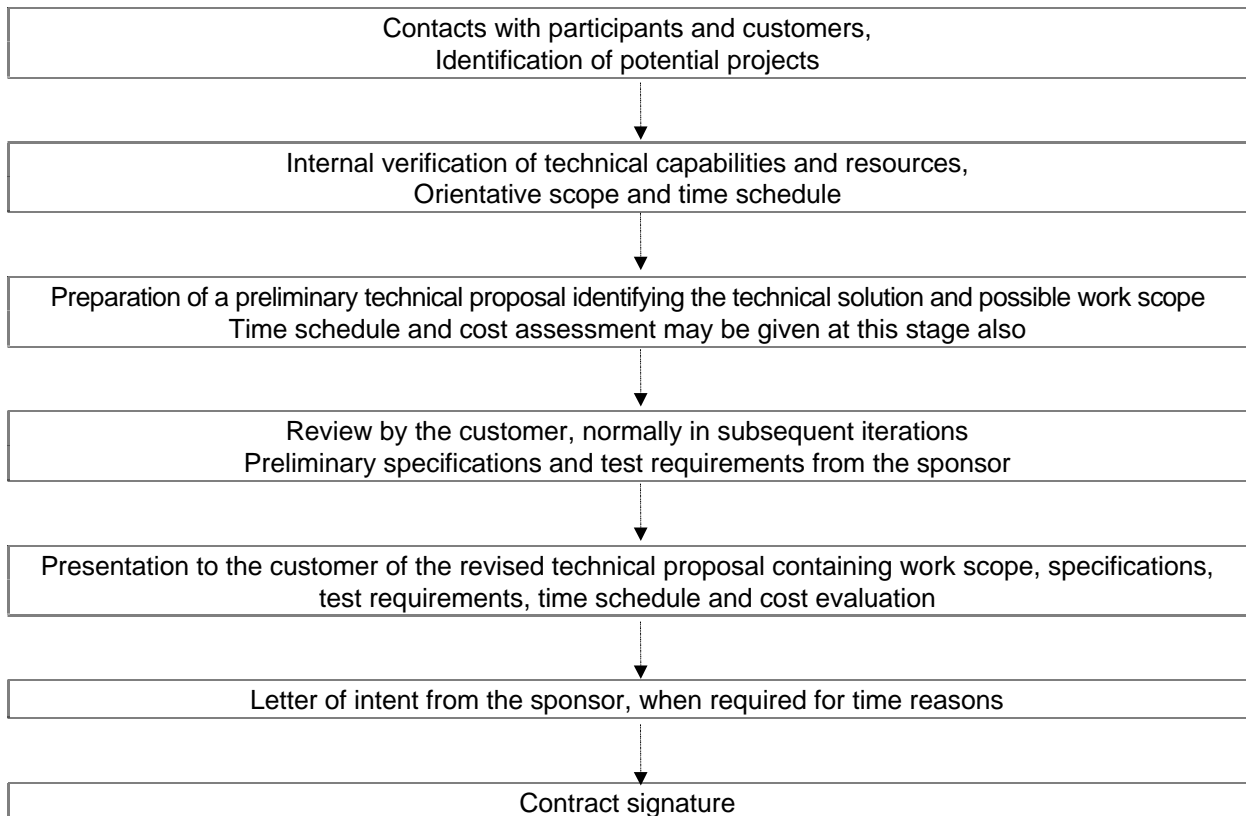 Contacts with participants and customers,
Identification of potential projects
Internal verification of technical capabilities and resources,
Orientative scope and time schedule
Preparation of a preliminary technical proposal identifying the technical solution and possible work scope
Time schedule and cost assessment may be given at this stage also
Review by the customer, normally in subsequent iterations
Preliminary specifications and test requirements from the sponsor
Presentation to the customer of the revised technical proposal containing work scope, specifications,
test requirements, time schedule and cost evaluation
Letter of intent from the sponsor, when required for time reasons
Contract signature